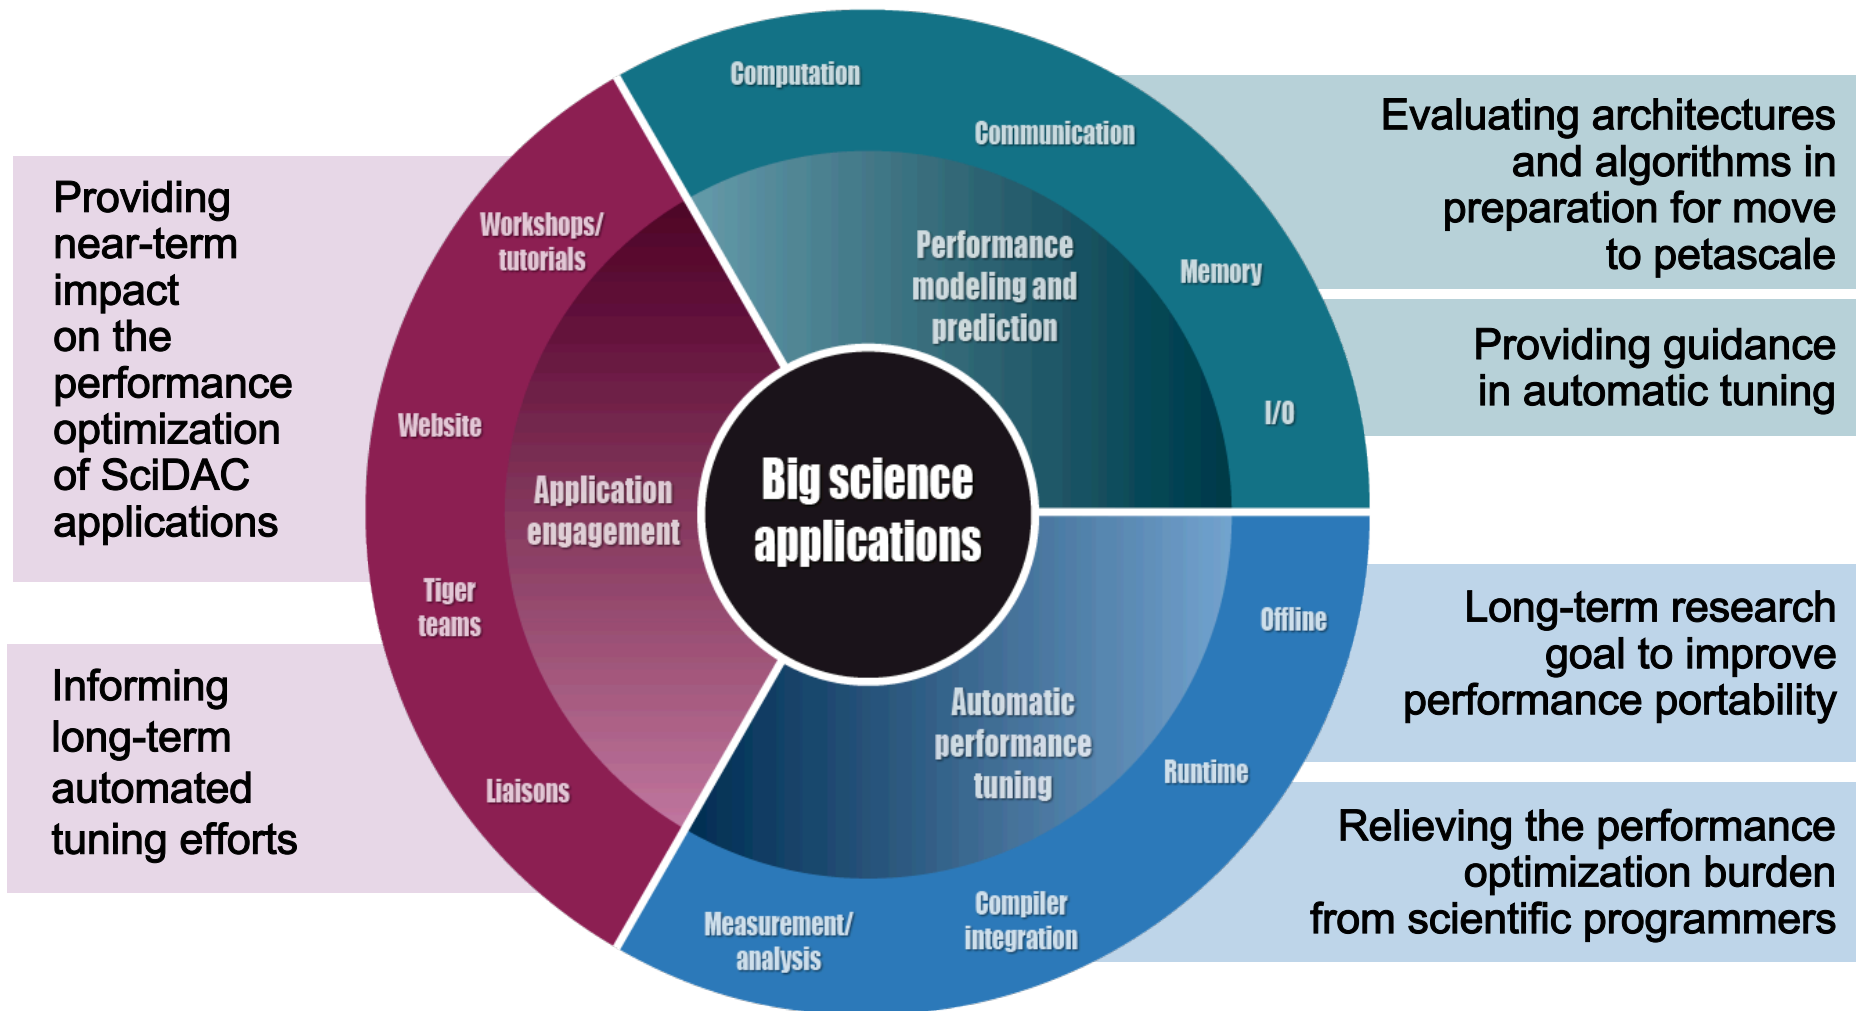 Providing
near-term
impact
on the
performance
optimization
of SciDAC
applications
Informing
long-term
automated
tuning efforts
Computation
Communication
Memory
I/O
Performance
modeling and
prediction
Workshops/
tutorials
Website
Tiger
teams
Liaisons
Application
engagement
Big science
applications
Automatic
performance
tuning
Offline
Runtime
Compiler
integration
Measurement/
analysis
Evaluating architectures
and algorithms in
preparation for move
to petascale
Providing guidance
in automatic tuning
Long-term research
goal to improve
performance portability
Relieving the performance
optimization burden
from scientific programmers